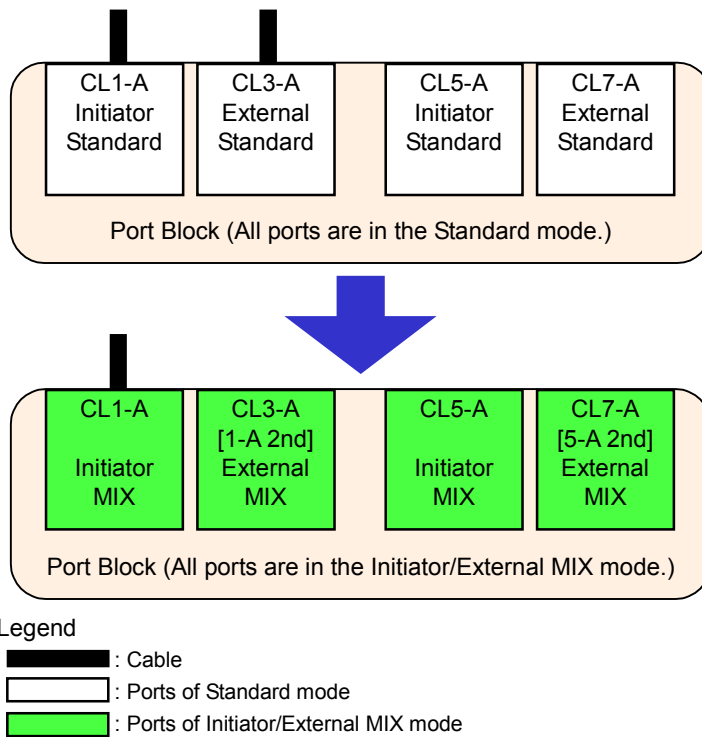 CL1-A
Initiator
Standard
CL3-A
External
Standard
CL5-A
Initiator
Standard
CL7-A
External
Standard
Port Block (All ports are in the Standard mode.)
CL1-A
Initiator
MIX
CL3-A
[1-A 2nd]
External
MIX
CL5-A
Initiator
MIX
CL7-A
[5-A 2nd]
External
MIX
Port Block (All ports are in the Initiator/External MIX mode.)
Legend
: Cable
: Ports of Standard mode
: Ports of Initiator/External MIX mode